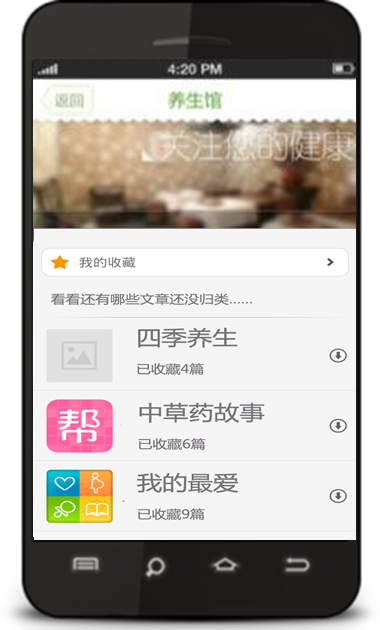 4:20 PM
返回
养生馆
关注您的健康
我的收藏
看看还有哪些文章还没归类......
四季养生
已收藏4篇
帮
中草药故事
已收藏6篇
我的最爱
已收藏9篇